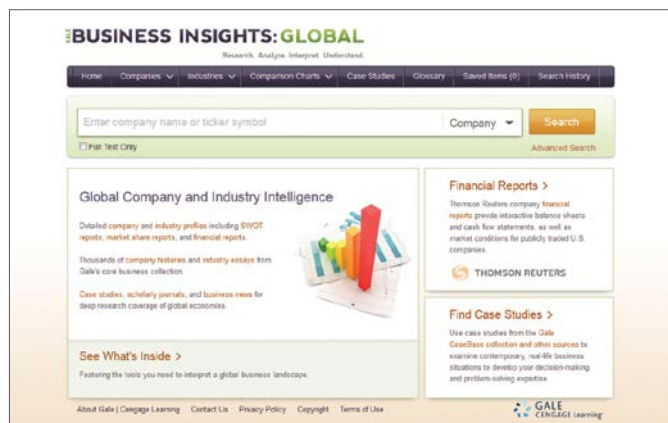 GALE BUSINESS INSIGHTS: GLOBAL
Research. Analyze. Interpret. Understand.
Home Companies Industries Comparison Charts Case Studies Glossary Saved Items (0) Search History
Enter company name or ticker symbol Company Search
Full Text Only Advanced Search
Global Company and Industry Intelligence
Detailed company and industry profiles including SWOT
reports, market share reports, and financial reports.
Thousands of company histories and industry essays from
Gale's core business collection.
Case studies, scholarly journals, and business news for
deep research coverage of global economies.
See What's Inside >
Featuring the tools you need to interpret a global business landscape.
Financial Reports >
Thomson Reuters company financial
reports provide interactive balance sheets
and cash flow statements, as well as
market conditions for publicly traded U.S.
companies.
THOMSON REUTERS
Find Case Studies >
Use case studies from the Gale
CaseBase collection and other sources to
examine contemporary, real-life business
situations to develop your decision-making
and problem-solving expertise.
About Gale | Cengage Learning Contact Us Privacy Policy Copyright Terms of Use
GALE
CENGAGE Learning